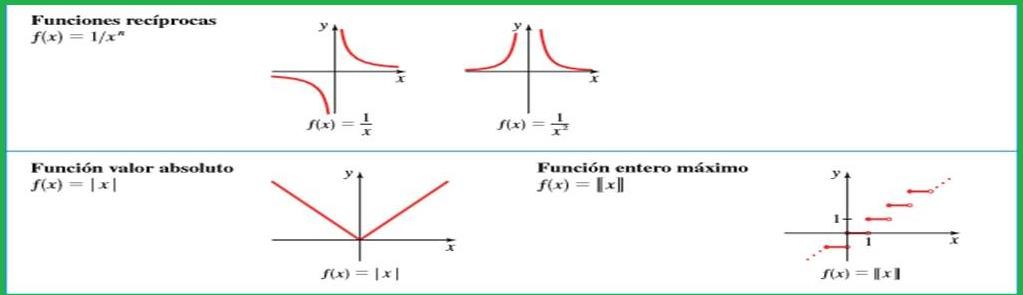 Funciones recíprocas
f(x) = 1/xⁿ
y
x
f(x) = 1/x
y
x
f(x) = 1/x²
Función valor absoluto
f(x) = |x|
y
x
f(x) = |x|
Función entero máximo
f(x) = ⟦x⟧
y
1
1
x
f(x) = ⟦x⟧